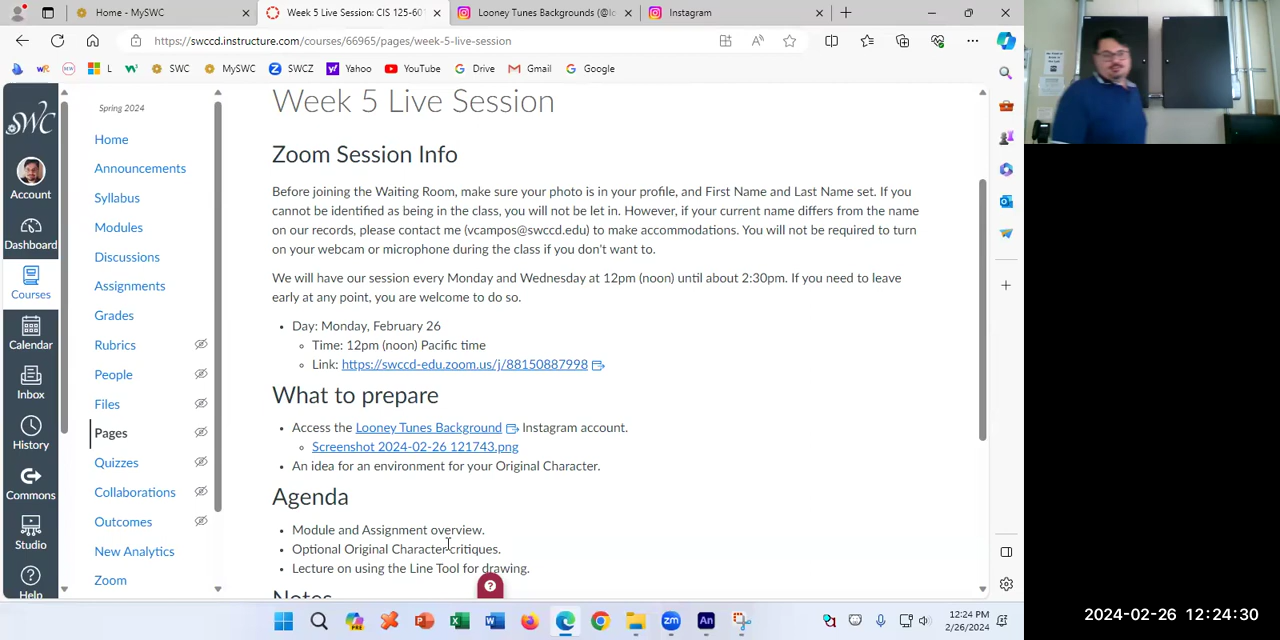 Home - MySWC
Week 5 Live Session: CIS 125-601
Looney Tunes Backgrounds (@lo
Instagram
https://swccd.instructure.com/courses/66965/pages/week-5-live-session
L
SWC
MySWC
SWCZ
Yaroo
YouTube
Drive
Gmail
Google
SWC
Account
Dashboard
Courses
Calendar
Inbox
History
Commons
Studio
Help
Spring 2024
Home
Announcements
Syllabus
Modules
Discussions
Assignments
Grades
Rubrics
People
Files
Pages
Quizzes
Collaborations
Outcomes
New Analytics
Zoom
Week 5 Live Session
Zoom Session Info
Before joining the Waiting Room, make sure your photo is in your profile, and First Name and Last Name set. If you
cannot be identified as being in the class, you will not be let in. However, if your current name differs from the name
on our records, please contact me (vcampos@swccd.edu) to make accommodations. You will not be required to turn
on your webcam or microphone during the class if you don't want to.
We will have our session every Monday and Wednesday at 12pm (noon) until about 2:30pm. If you need to leave
early at any point, you are welcome to do so.
Day: Monday, February 26
Time: 12pm (noon) Pacific time
Link: https://swccd-edu.zoom.us/j/88150887998
What to prepare
Access the Looney Tunes Background Instagram account.
Screenshot 2024-02-26 121743.png
An idea for an environment for your Original Character.
Agenda
Module and Assignment overview.
Optional Original Character critiques.
Lecture on using the Line Tool for drawing.
Notes
12:24 PM
2/26/2024
2024-02-26 12:24:30